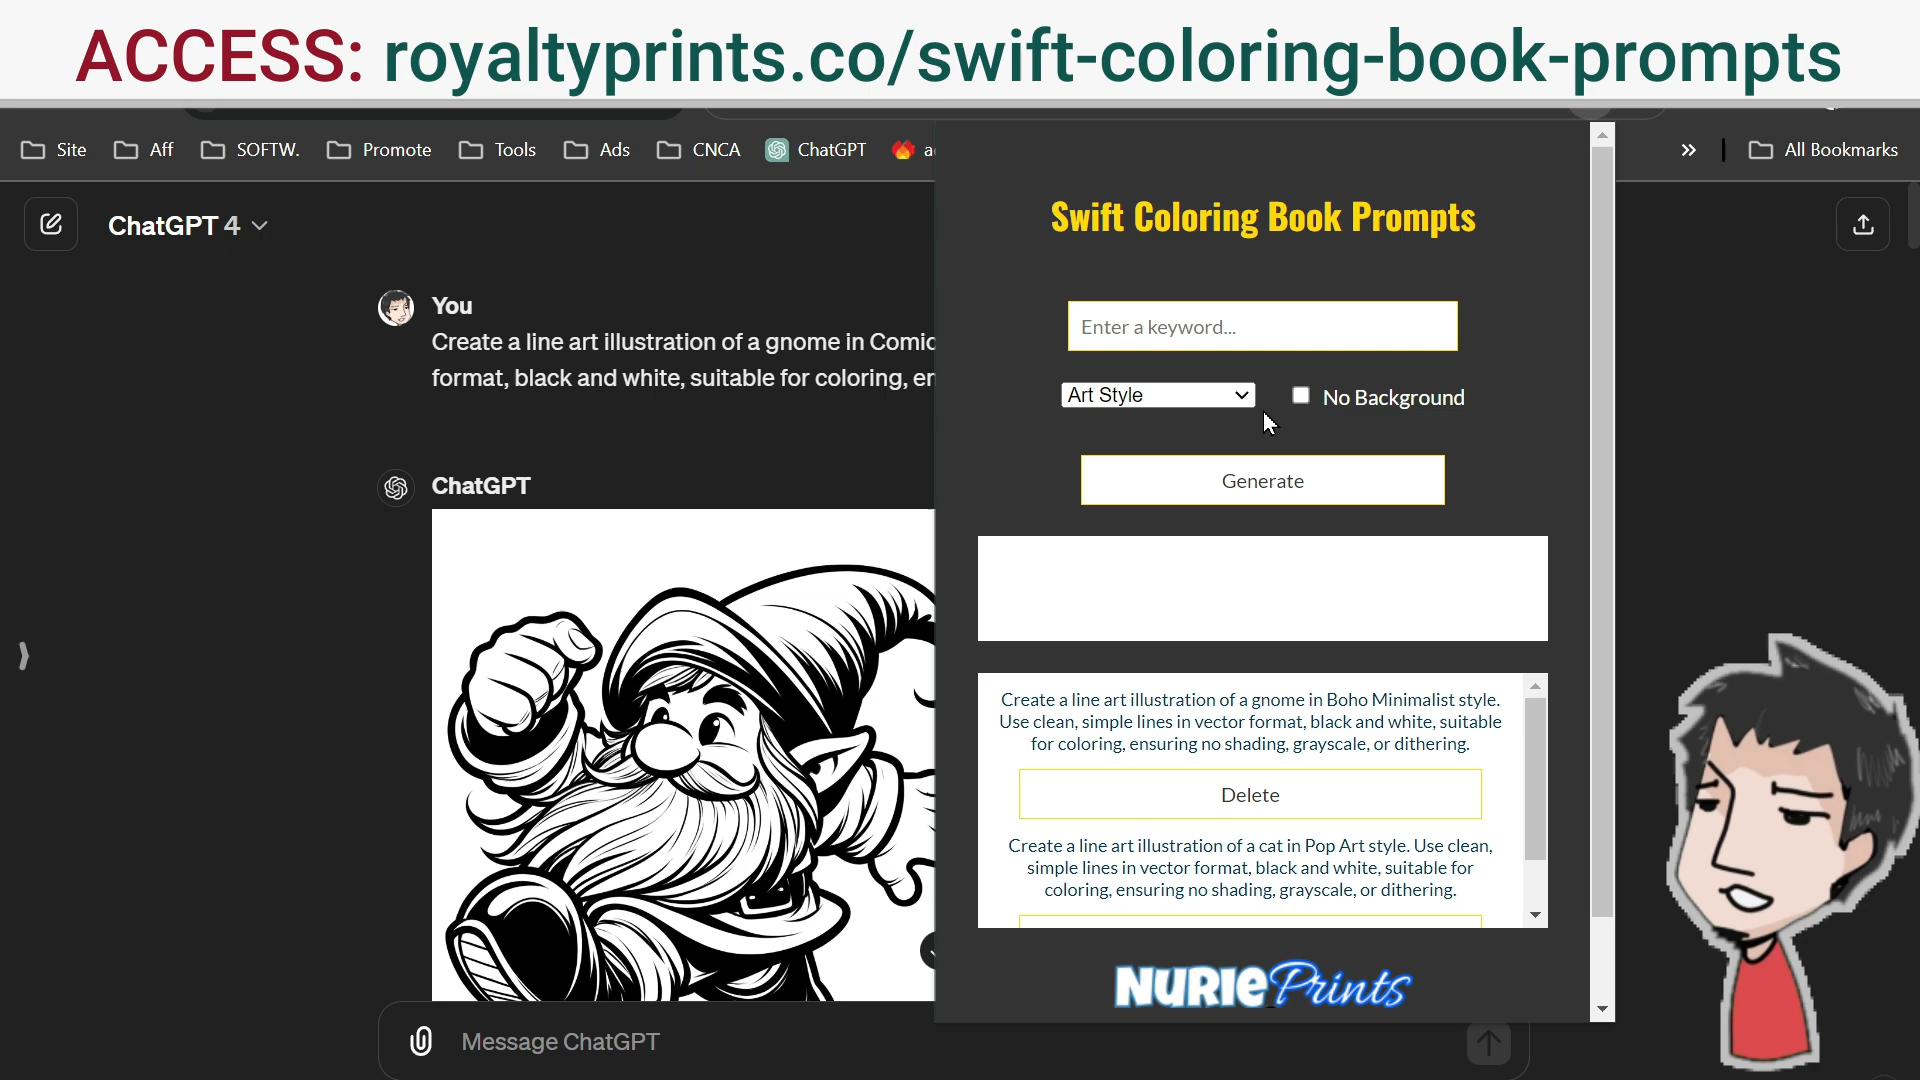 ACCESS: royaltyprints.co/swift-coloring-book-prompts
Site
Aff
SOFTW.
Promote
Tools
Ads
CNCA
ChatGPT
»
All Bookmarks
ChatGPT 4
You
Create a line art illustration of a gnome in
format, black and white, suitable for coloring,
ChatGPT
Message ChatGPT
Swift Coloring Book Prompts
Enter a keyword...
Art Style
No Background
Generate
Create a line art illustration of a gnome in Boho Minimalist style.
Use clean, simple lines in vector format, black and white, suitable
for coloring, ensuring no shading, grayscale, or dithering.
Delete
Create a line art illustration of a cat in Pop Art style. Use clean,
simple lines in vector format, black and white, suitable for
coloring, ensuring no shading, grayscale, or dithering.
NURIE Prints